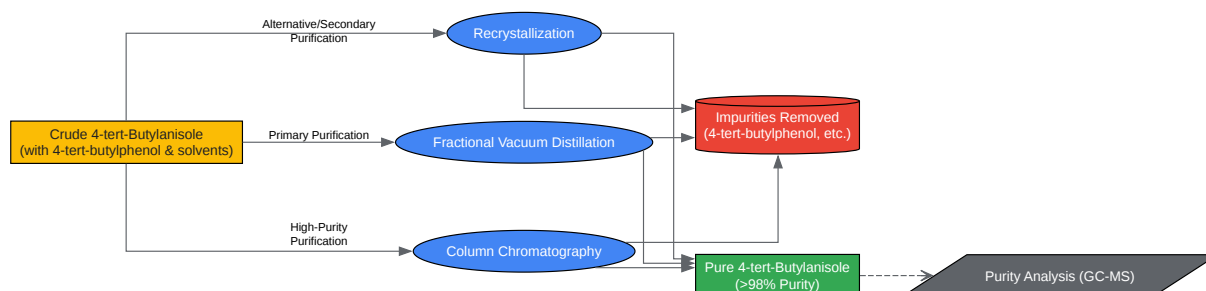 Alternative/Secondary
Purification
Recrystallization
Impurities Removed
(4-tert-butylphenol, etc.)
Crude 4-tert-Butylanisole
(with 4-tert-butylphenol & solvents)
Primary Purification
Fractional Vacuum Distillation
High-Purity
Purification
Column Chromatography
Pure 4-tert-Butylanisole
(>98% Purity)
Purity Analysis (GC-MS)